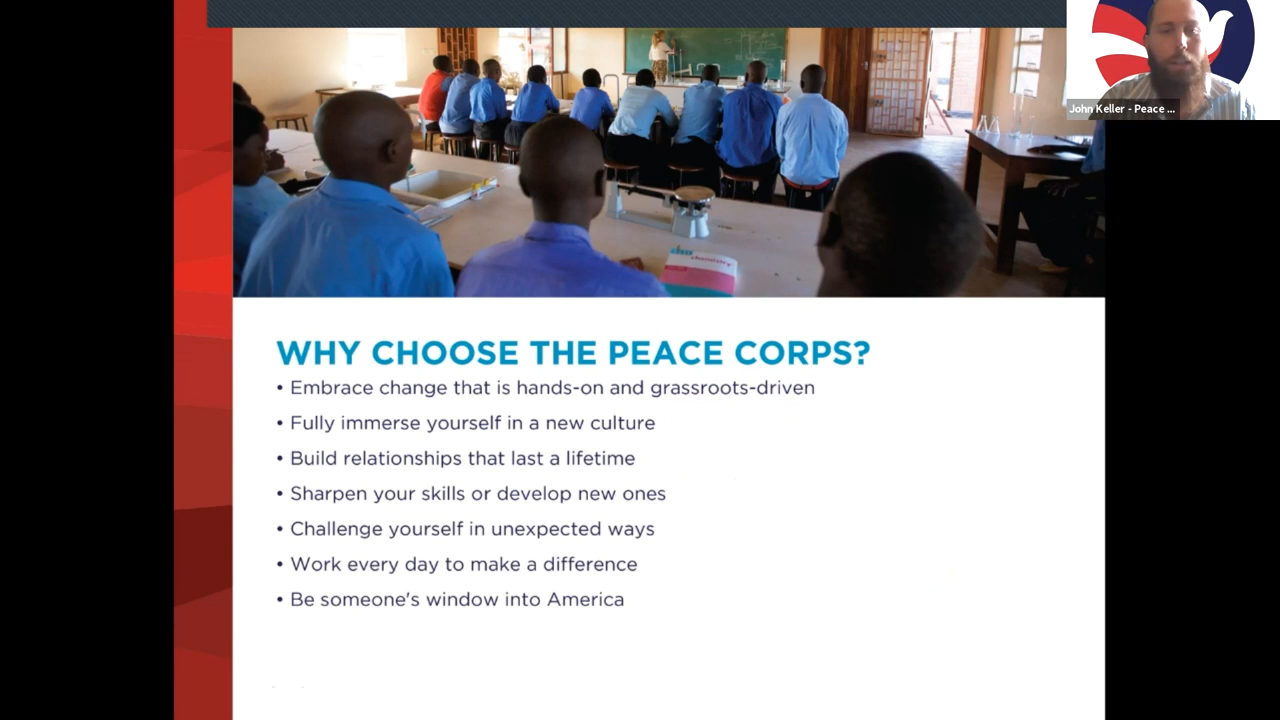 John Keller - Peace ...
chemistry
WHY CHOOSE THE PEACE CORPS?
• Embrace change that is hands-on and grassroots-driven
• Fully immerse yourself in a new culture
• Build relationships that last a lifetime
• Sharpen your skills or develop new ones
• Challenge yourself in unexpected ways
• Work every day to make a difference
• Be someone's window into America